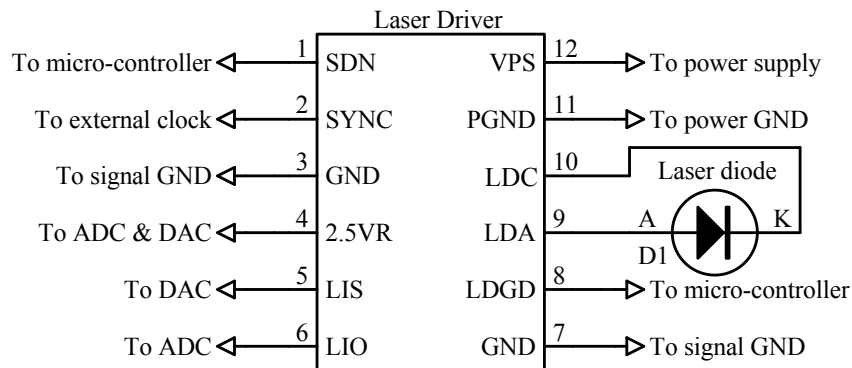 Laser Driver
To micro-controller 1 SDN VPS 12 To power supply
To external clock 2 SYNC PGND 11 To power GND
To signal GND 3 GND LDC 10 Laser diode
To ADC & DAC 4 2.5VR LDA 9 A K
D1
To DAC 5 LIS LDGD 8 To micro-controller
To ADC 6 LIO GND 7 To signal GND